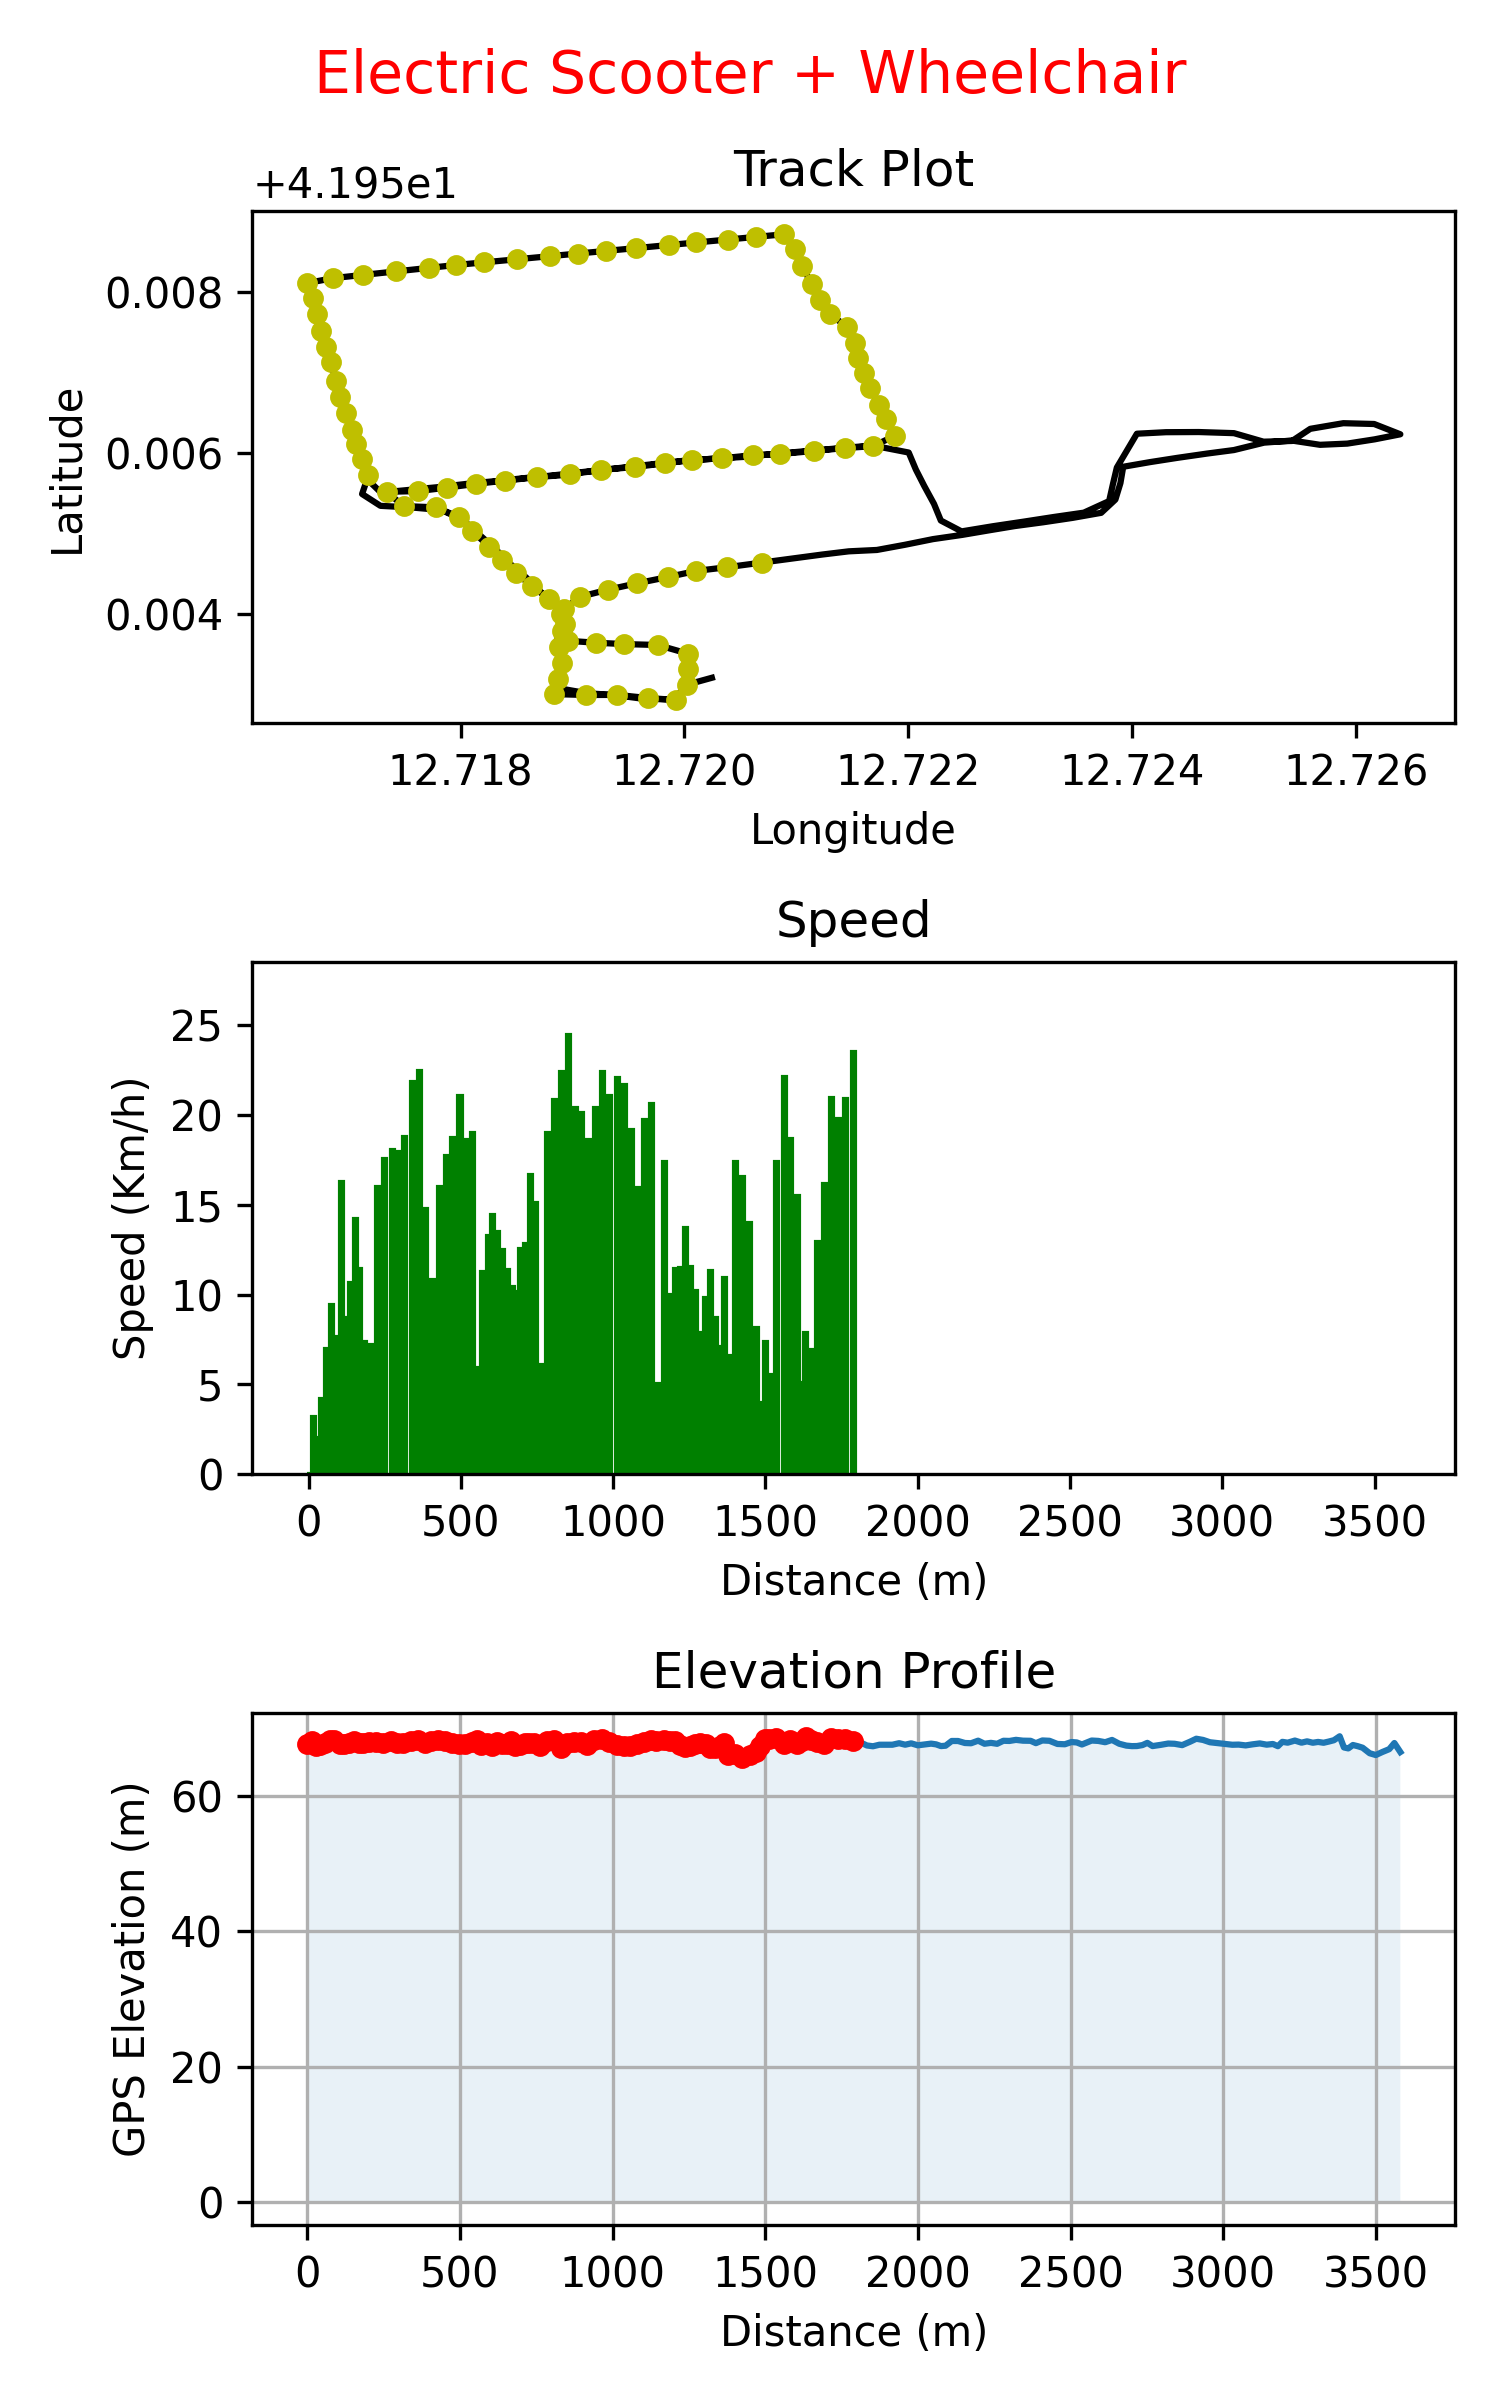 Electric Scooter + Wheelchair
Track Plot
+4.195e1
0.008
0.006
0.004
Latitude
12.718 12.720 12.722 12.724 12.726
Longitude
Speed
25
20
15
10
5
0
Speed (Km/h)
0 500 1000 1500 2000 2500 3000 3500
Distance (m)
Elevation Profile
60
40
20
0
GPS Elevation (m)
0 500 1000 1500 2000 2500 3000 3500
Distance (m)